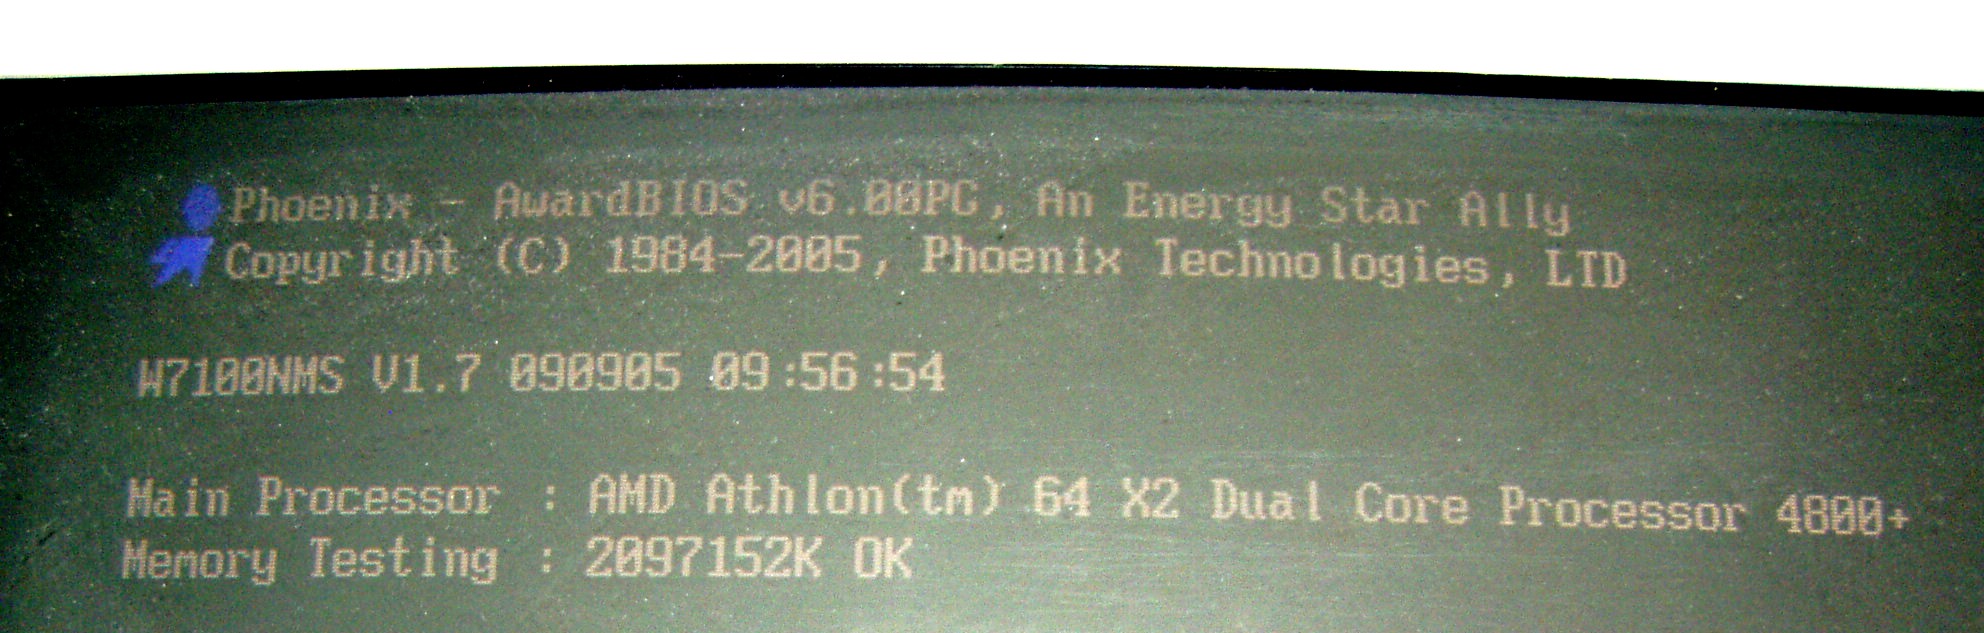 Phoenix - AwardBIOS v6.00PG, An Energy Star Ally
Copyright (C) 1984-2005, Phoenix Technologies, LTD
W7100NMS V1.7 090905 09:56:54
Main Processor : AMD Athlon(tm) 64 X2 Dual Core Processor 4800+
Memory Testing : 2097152K OK